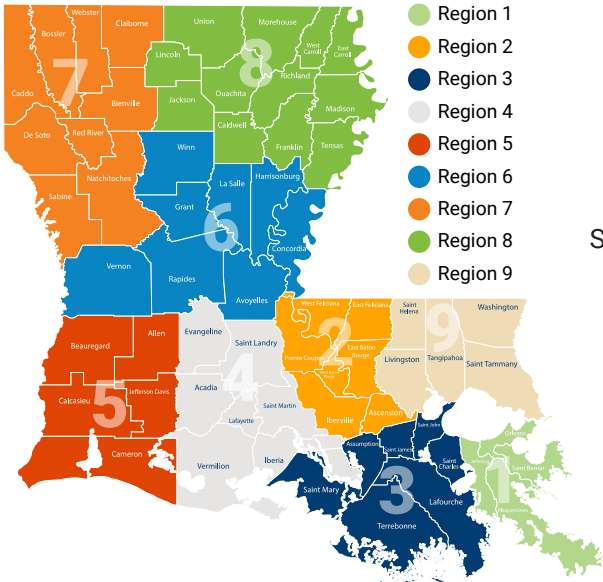 Webster
Claiborne
Union
Morehouse
Bossier
West
Carroll
East
Carroll
Lincoln
7
8
Richland
Ouachita
Caddo
Bienville
Jackson
Madison
Caldwell
De Soto
Red River
Franklin
Tensas
Winn
Natchitoches
La Salle
Harrisonburg
Sabine
Grant
6
Concordia
Vernon
Rapides
Avoyelles
West Feliciana
East Feliciana
Saint
Helena
Washington
Evangeline
Allen
Beauregard
Saint Landry
2
9
East Baton
Rouge
Pointe Coupee
Livingston
Tangipahoa
Saint Tammany
5
4
Jefferson Davis
Acadia
Calcasieu
Saint Martin
Iberville
Ascension
Lafayette
Saint John
Orleans
Assumption
Saint James
Cameron
Vermilion
Iberia
Saint
Charles
Saint Bernar
1
Saint Mary
3
Lafourche
Plaquemines
Terrebonne
Region 1
Region 2
Region 3
Region 4
Region 5
Region 6
Region 7
Region 8
Region 9
S